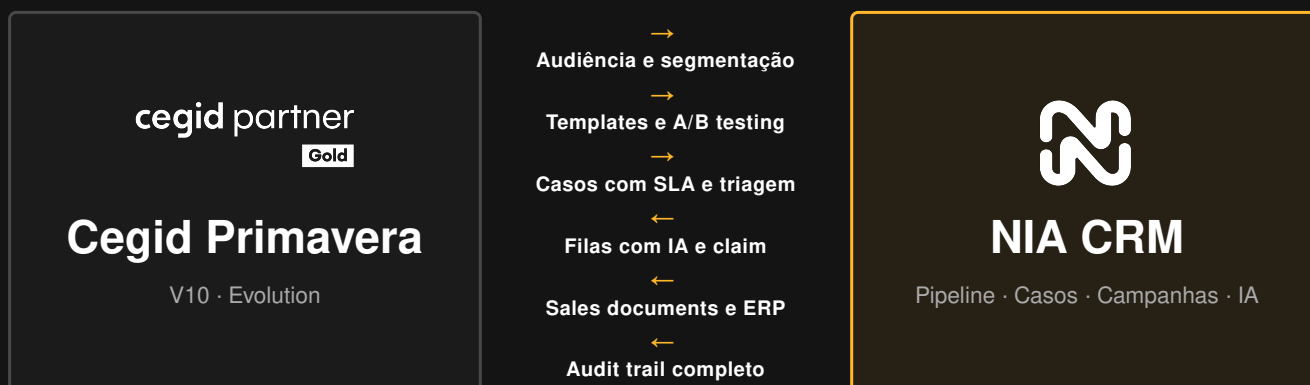 cegid partner
Gold
Cegid Primavera
V10 · Evolution
→
Audiência e segmentação
→
Templates e A/B testing
→
Casos com SLA e triagem
←
Filas com IA e claim
←
Sales documents e ERP
←
Audit trail completo
NIA CRM
Pipeline · Casos · Campanhas · IA